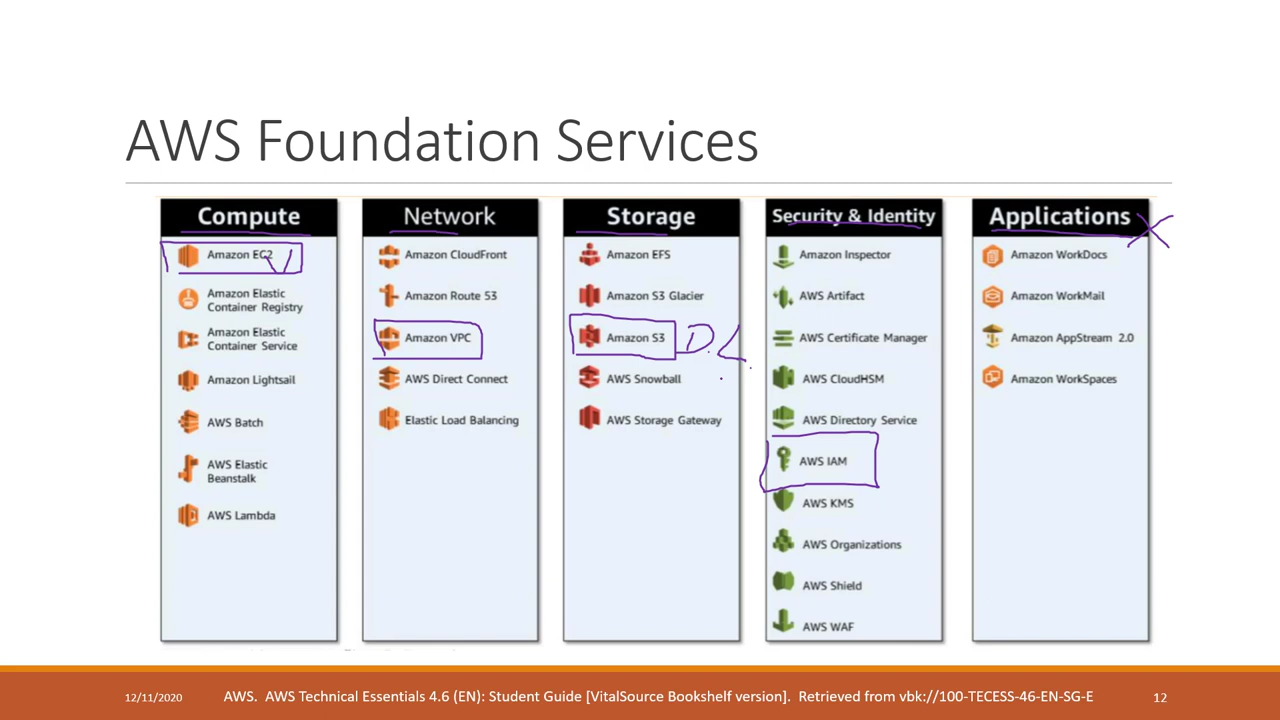 AWS Foundation Services
Compute
Amazon EC2
Amazon Elastic
Container Registry
Amazon Elastic
Container Service
Amazon Lightsail
AWS Batch
AWS Elastic
Beanstalk
AWS Lambda
Network
Amazon CloudFront
Amazon Route 53
Amazon VPC
AWS Direct Connect
Elastic Load Balancing
Storage
Amazon EFS
Amazon S3 Glacier
Amazon S3
D.L
AWS Snowball
AWS Storage Gateway
Security & Identity
Amazon Inspector
AWS Artifact
AWS Certificate Manager
AWS CloudHSM
AWS Directory Service
AWS IAM
AWS KMS
AWS Organizations
AWS Shield
AWS WAF
Applications
Amazon WorkDocs
Amazon WorkMail
Amazon AppStream 2.0
Amazon WorkSpaces
12/11/2020
AWS. AWS Technical Essentials 4.6 (EN): Student Guide [VitalSource Bookshelf version]. Retrieved from vbk://100-TECESS-46-EN-SG-E
12